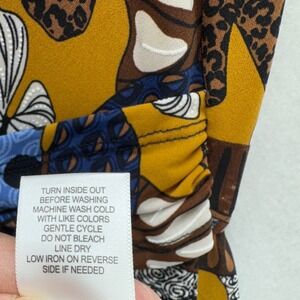 TURN INSIDE OUT
BEFORE WASHING
MACHINE WASH COLD
WITH LIKE COLORS
GENTLE CYCLE
DO NOT BLEACH
LINE DRY
LOW IRON ON REVERSE
SIDE IF NEEDED